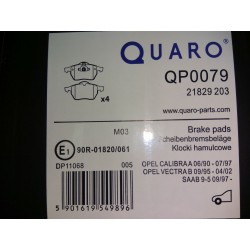 QUARO
QP0079
21829 203
x4
www.quaro-parts.com
M03
Brake pads
Scheibenbremsbeläge
Klocki hamulcowe
E1 90R-01820/061
DP11068 005
OPEL CALIBRA A 06/90 - 07/97
OPEL VECTRA B 09/95 - 04/02
SAAB 9-5 09/97 -
5 901619 549896